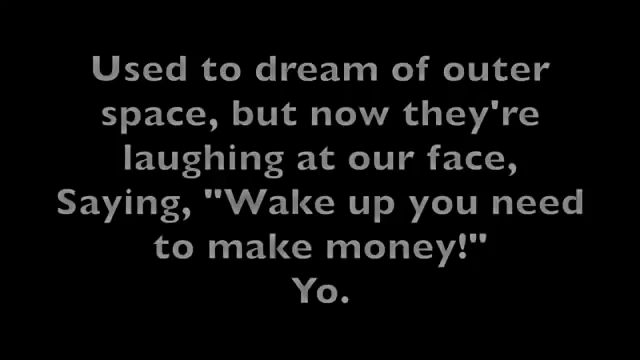 Used to dream of outer
space, but now they're
laughing at our face,
Saying, "Wake up you need
to make money!"
Yo.